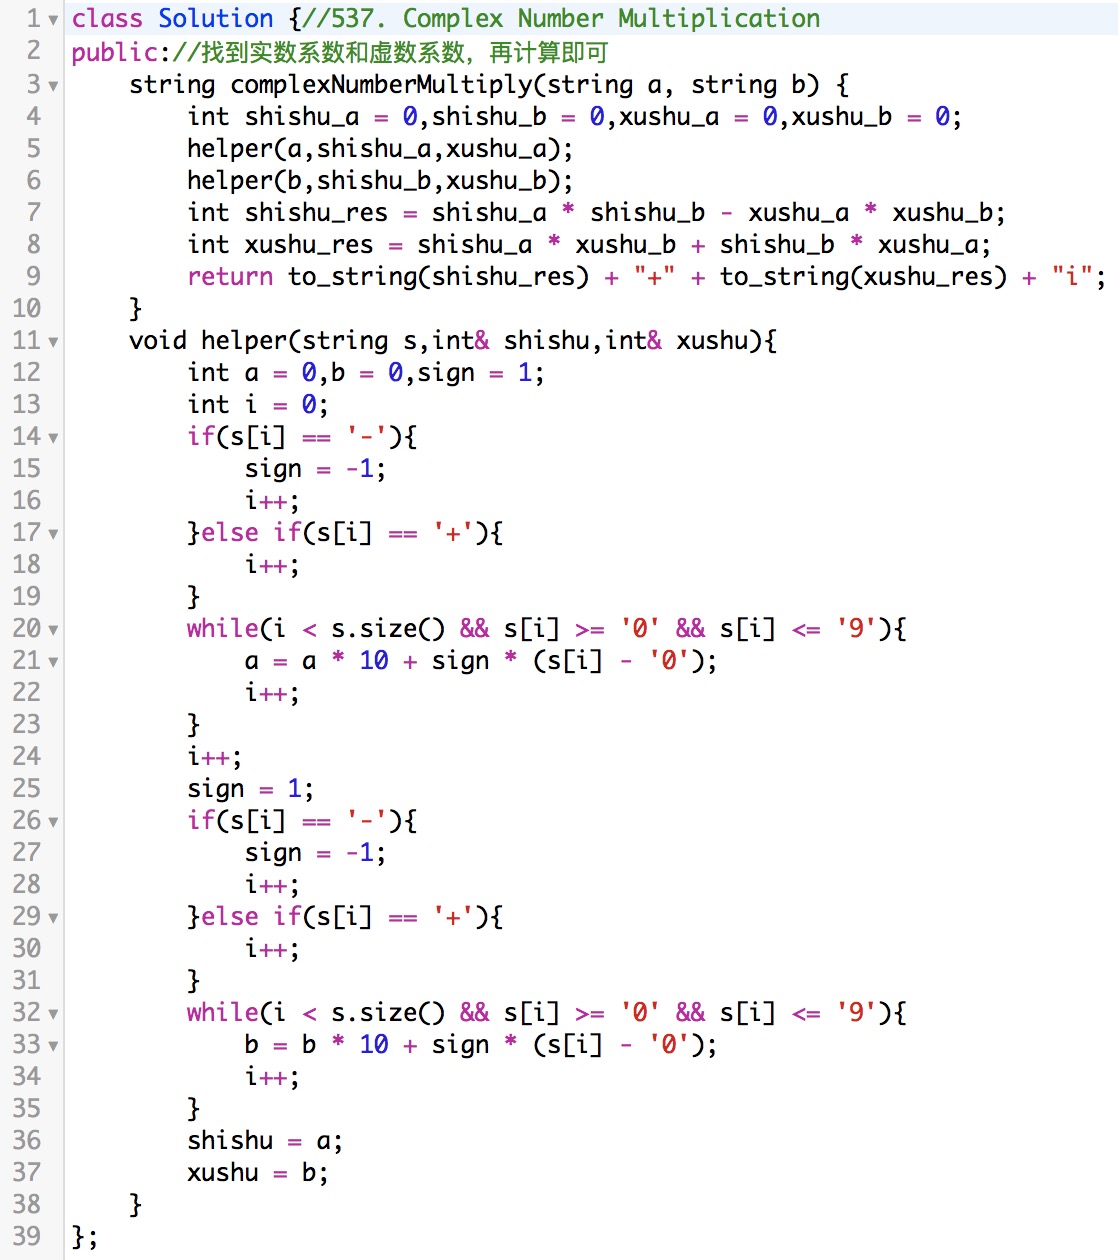 1 class Solution {//537. Complex Number Multiplication
2 public://找到实数系数和虚数系数，再计算即可
3     string complexNumberMultiply(string a, string b) {
4         int shishu_a = 0,shishu_b = 0,xushu_a = 0,xushu_b = 0;
5         helper(a,shishu_a,xushu_a);
6         helper(b,shishu_b,xushu_b);
7         int shishu_res = shishu_a * shishu_b - xushu_a * xushu_b;
8         int xushu_res = shishu_a * xushu_b + shishu_b * xushu_a;
9         return to_string(shishu_res) + "+" + to_string(xushu_res) + "i";
10     }
11     void helper(string s,int& shishu,int& xushu){
12         int a = 0,b = 0,sign = 1;
13         int i = 0;
14         if(s[i] == '-'){
15             sign = -1;
16             i++;
17         }else if(s[i] == '+'){
18             i++;
19         }
20         while(i < s.size() && s[i] >= '0' && s[i] <= '9'){
21             a = a * 10 + sign * (s[i] - '0');
22             i++;
23         }
24         i++;
25         sign = 1;
26         if(s[i] == '-'){
27             sign = -1;
28             i++;
29         }else if(s[i] == '+'){
30             i++;
31         }
32         while(i < s.size() && s[i] >= '0' && s[i] <= '9'){
33             b = b * 10 + sign * (s[i] - '0');
34             i++;
35         }
36         shishu = a;
37         xushu = b;
38     }
39 };